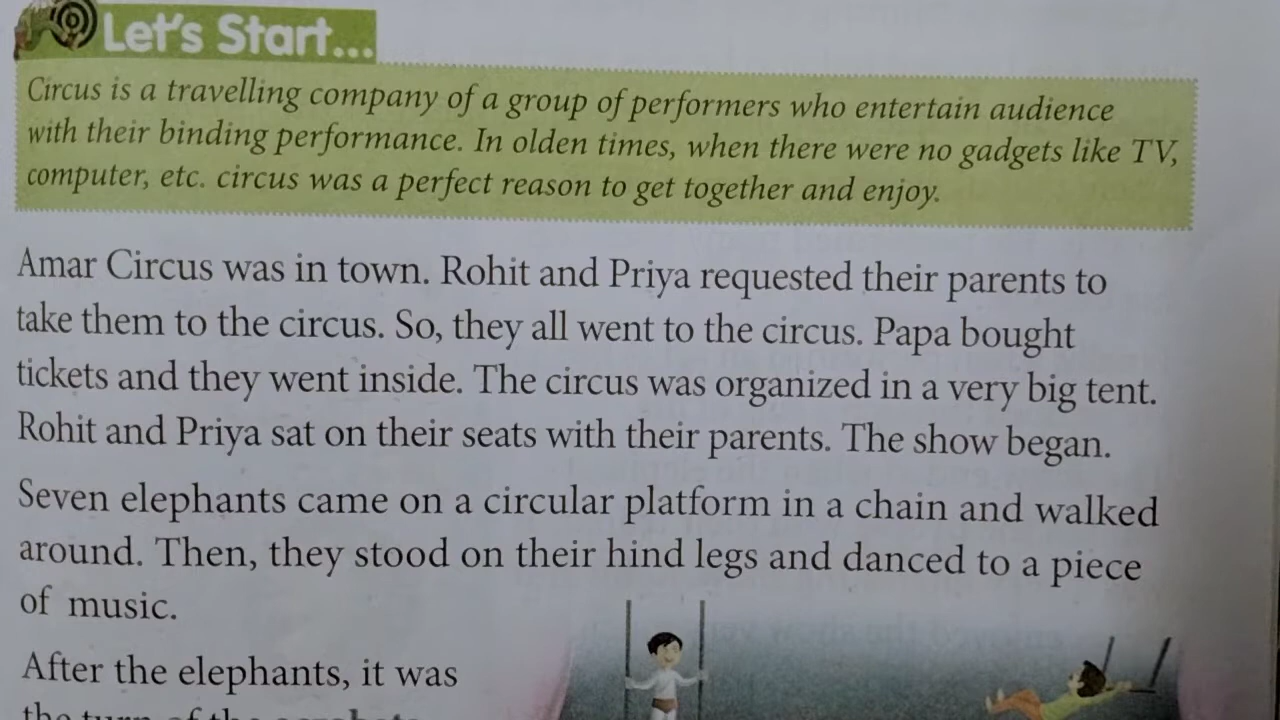 Let's Start...
Circus is a travelling company of a group of performers who entertain audience
with their binding performance. In olden times, when there were no gadgets like TV,
computer, etc. circus was a perfect reason to get together and enjoy.
Amar Circus was in town. Rohit and Priya requested their parents to
take them to the circus. So, they all went to the circus. Papa bought
tickets and they went inside. The circus was organized in a very big tent.
Rohit and Priya sat on their seats with their parents. The show began.
Seven elephants came on a circular platform in a chain and walked
around. Then, they stood on their hind legs and danced to a piece
of music.
After the elephants, it was
the turn of the acrobats